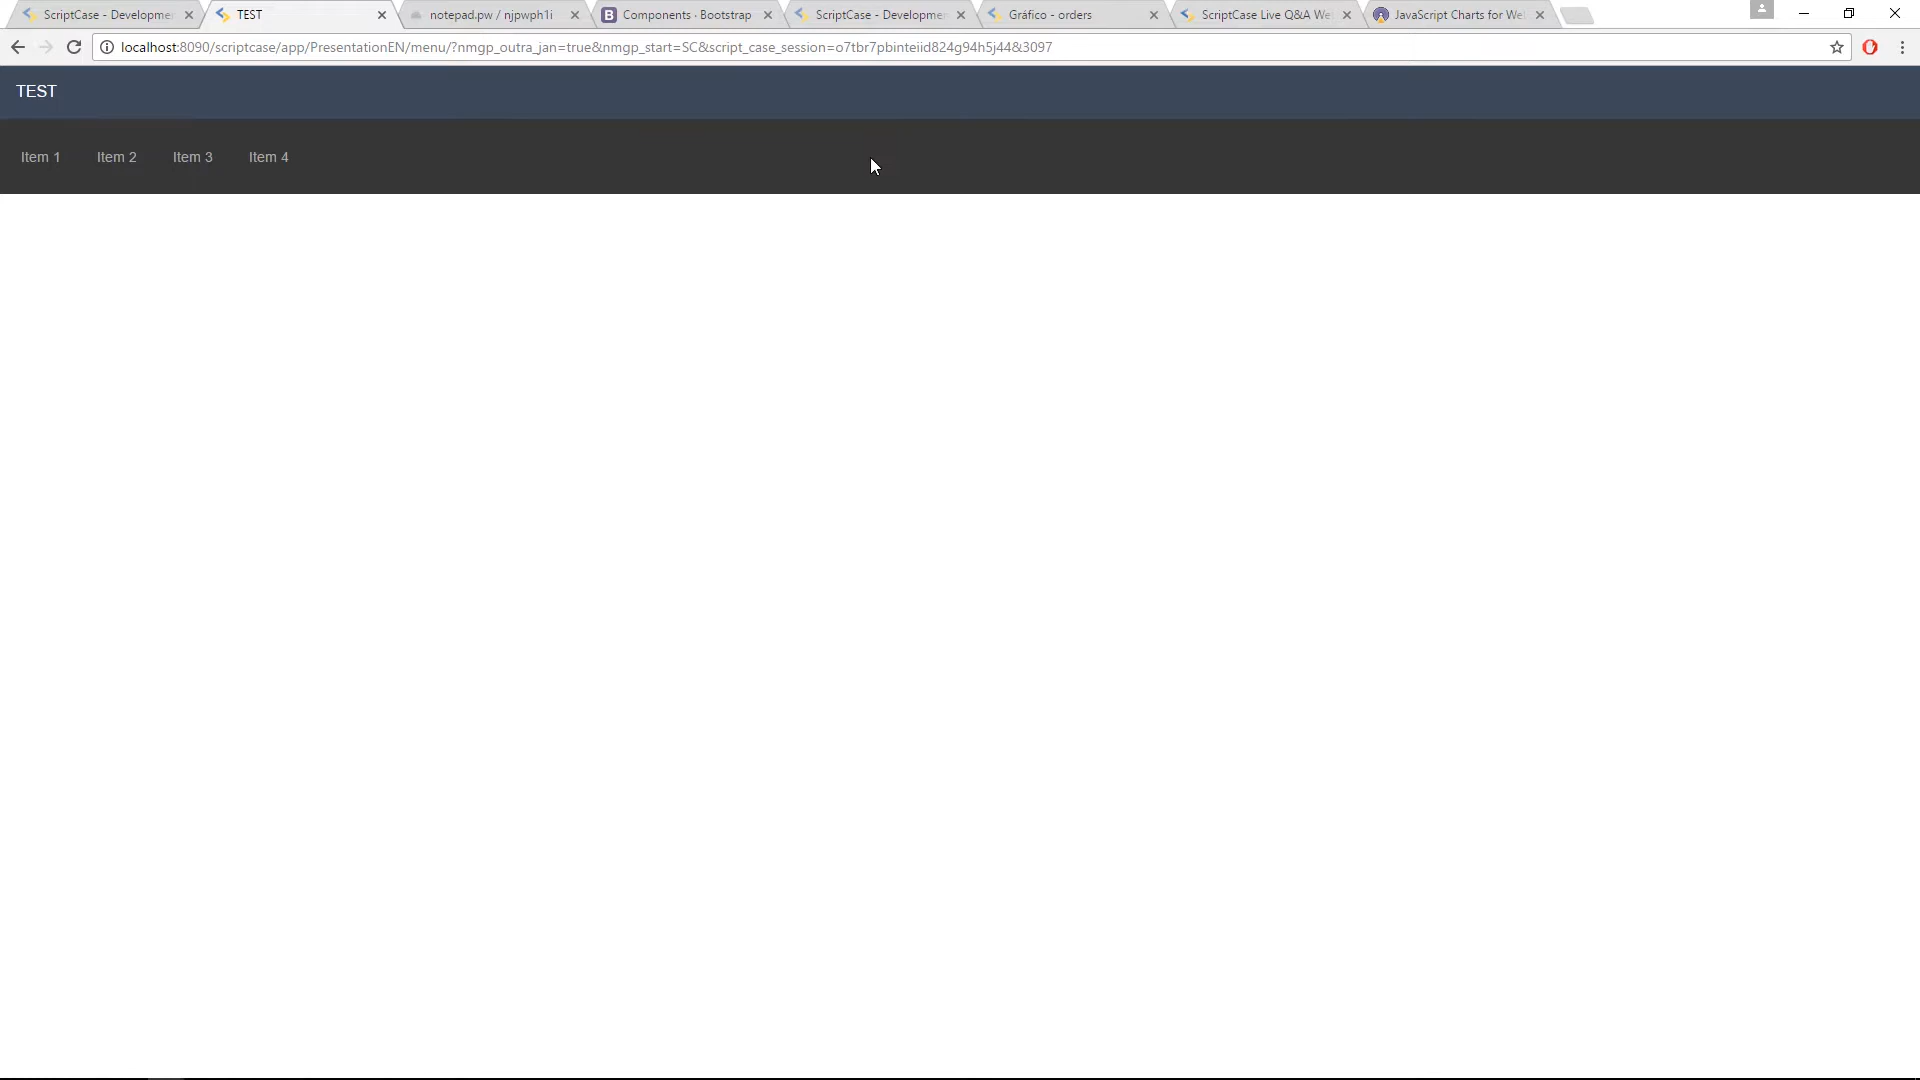 ScriptCase - Developmer TEST notepad.pw / njpwph1i Components · Bootstrap ScriptCase - Developmer Gráfico - orders ScriptCase Live Q&A We JavaScript Charts for We
localhost:8090/scriptcase/app/PresentationEN/menu/?nmgp_outra_jan=true&nmgp_start=SC&script_case_session=o7tbr7pbinteiid824g94h5j44&3097
TEST
Item 1 Item 2 Item 3 Item 4